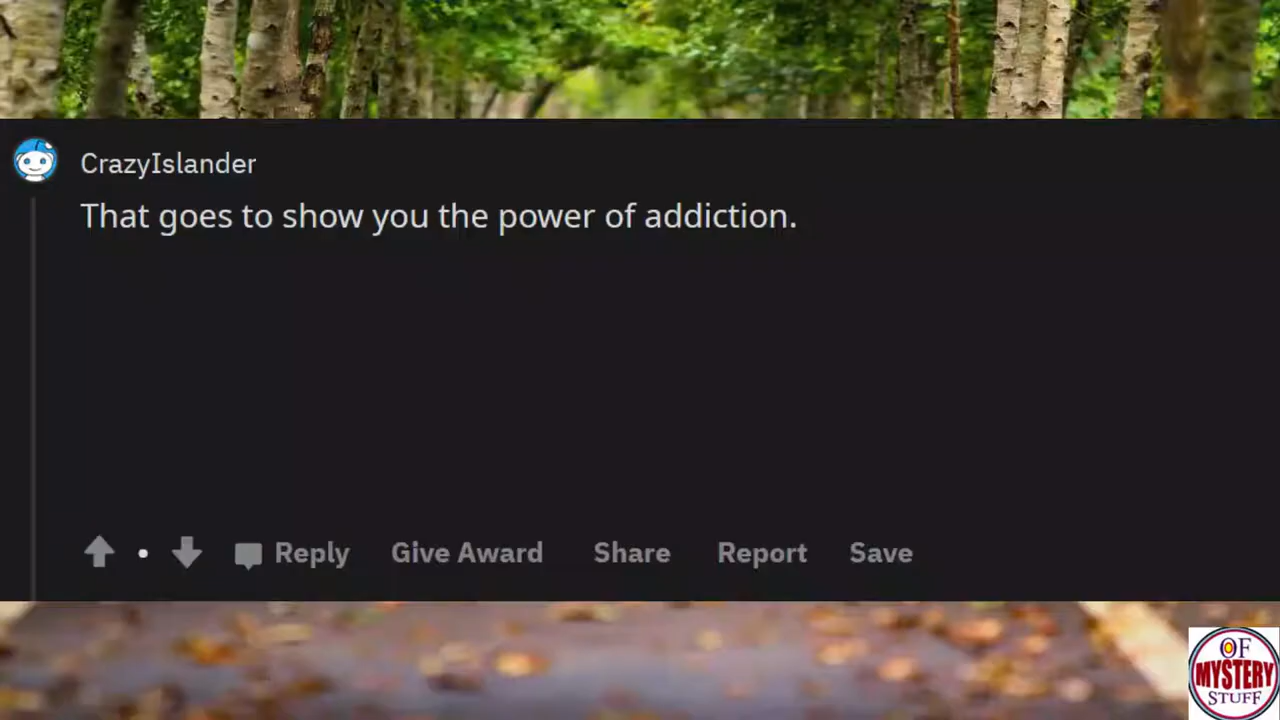 CrazyIslander
That goes to show you the power of addiction.
Reply Give Award Share Report Save
OF
MYSTERY
STUFF